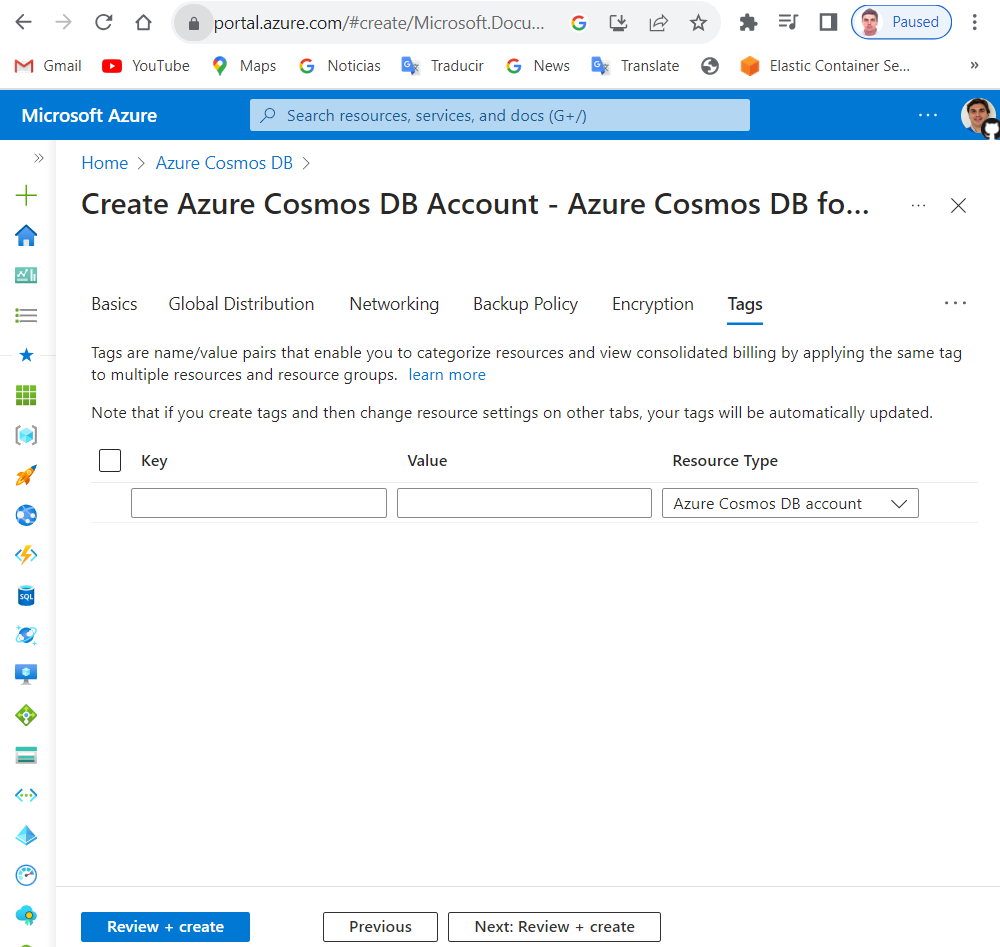 portal.azure.com/#create/Microsoft.Docu...
Paused
Gmail YouTube Maps Noticias Traducir News Translate Elastic Container Se... »
Microsoft Azure
Search resources, services, and docs (G+/)
Home > Azure Cosmos DB >
Create Azure Cosmos DB Account - Azure Cosmos DB fo...
Basics Global Distribution Networking Backup Policy Encryption Tags
Tags are name/value pairs that enable you to categorize resources and view consolidated billing by applying the same tag
to multiple resources and resource groups. learn more
Note that if you create tags and then change resource settings on other tabs, your tags will be automatically updated.
Key Value Resource Type
Azure Cosmos DB account
SQL
Review + create Previous Next: Review + create